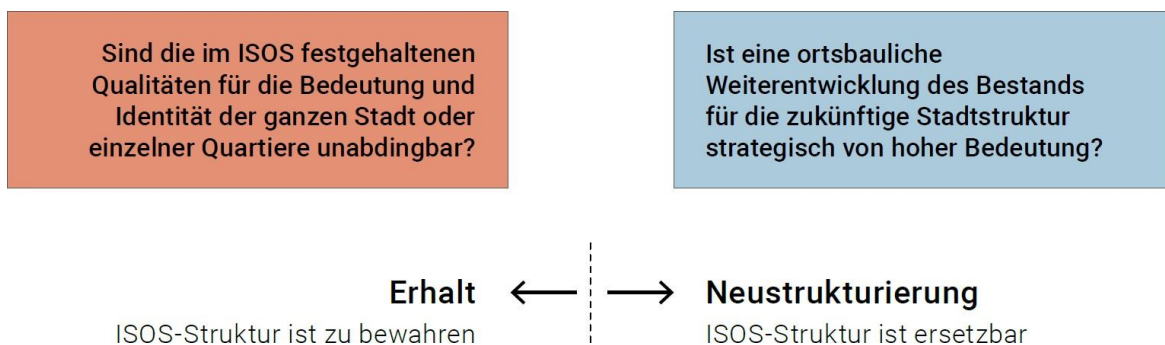 Sind die im ISOS festgehaltenen
Qualitäten für die Bedeutung und
Identität der ganzen Stadt oder
einzelner Quartiere unabdingbar?
Ist eine ortsbauliche
Weiterentwicklung des Bestands
für die zukünftige Stadtstruktur
strategisch von hoher Bedeutung?
Erhalt
ISOS-Struktur ist zu bewahren
Neustrukturierung
ISOS-Struktur ist ersetzbar